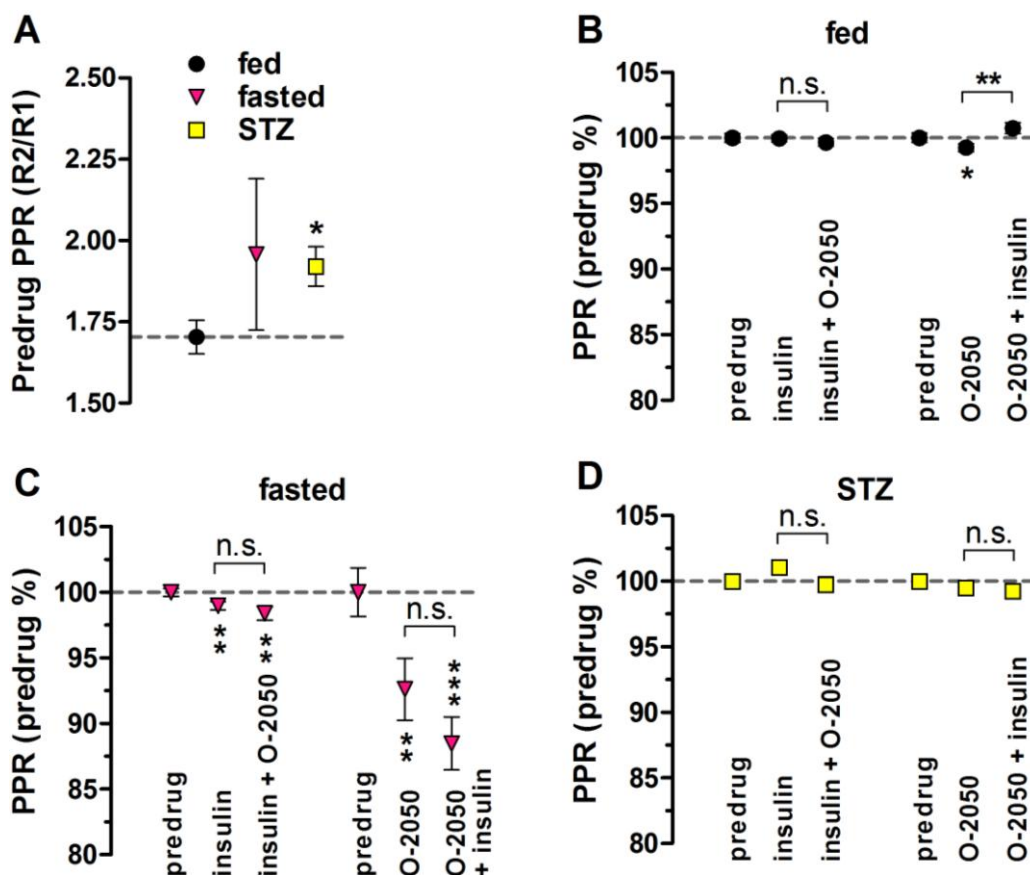 A
fed
fasted
STZ
Predrug PPR (R2/R1)
2.50
2.25
2.00
1.75
1.50
*
B
fed
PPR (predrug %)
105
100
95
90
85
80
n.s.
**
*
predrug
insulin
insulin + O-2050
predrug
O-2050
O-2050 + insulin
C
fasted
PPR (predrug %)
105
100
95
90
85
80
n.s.
**
**
n.s.
**
***
predrug
insulin
insulin + O-2050
predrug
O-2050
O-2050
+ insulin
D
STZ
PPR (predrug %)
105
100
95
90
85
80
n.s.
n.s.
predrug
insulin
insulin + O-2050
predrug
O-2050
O-2050 + insulin